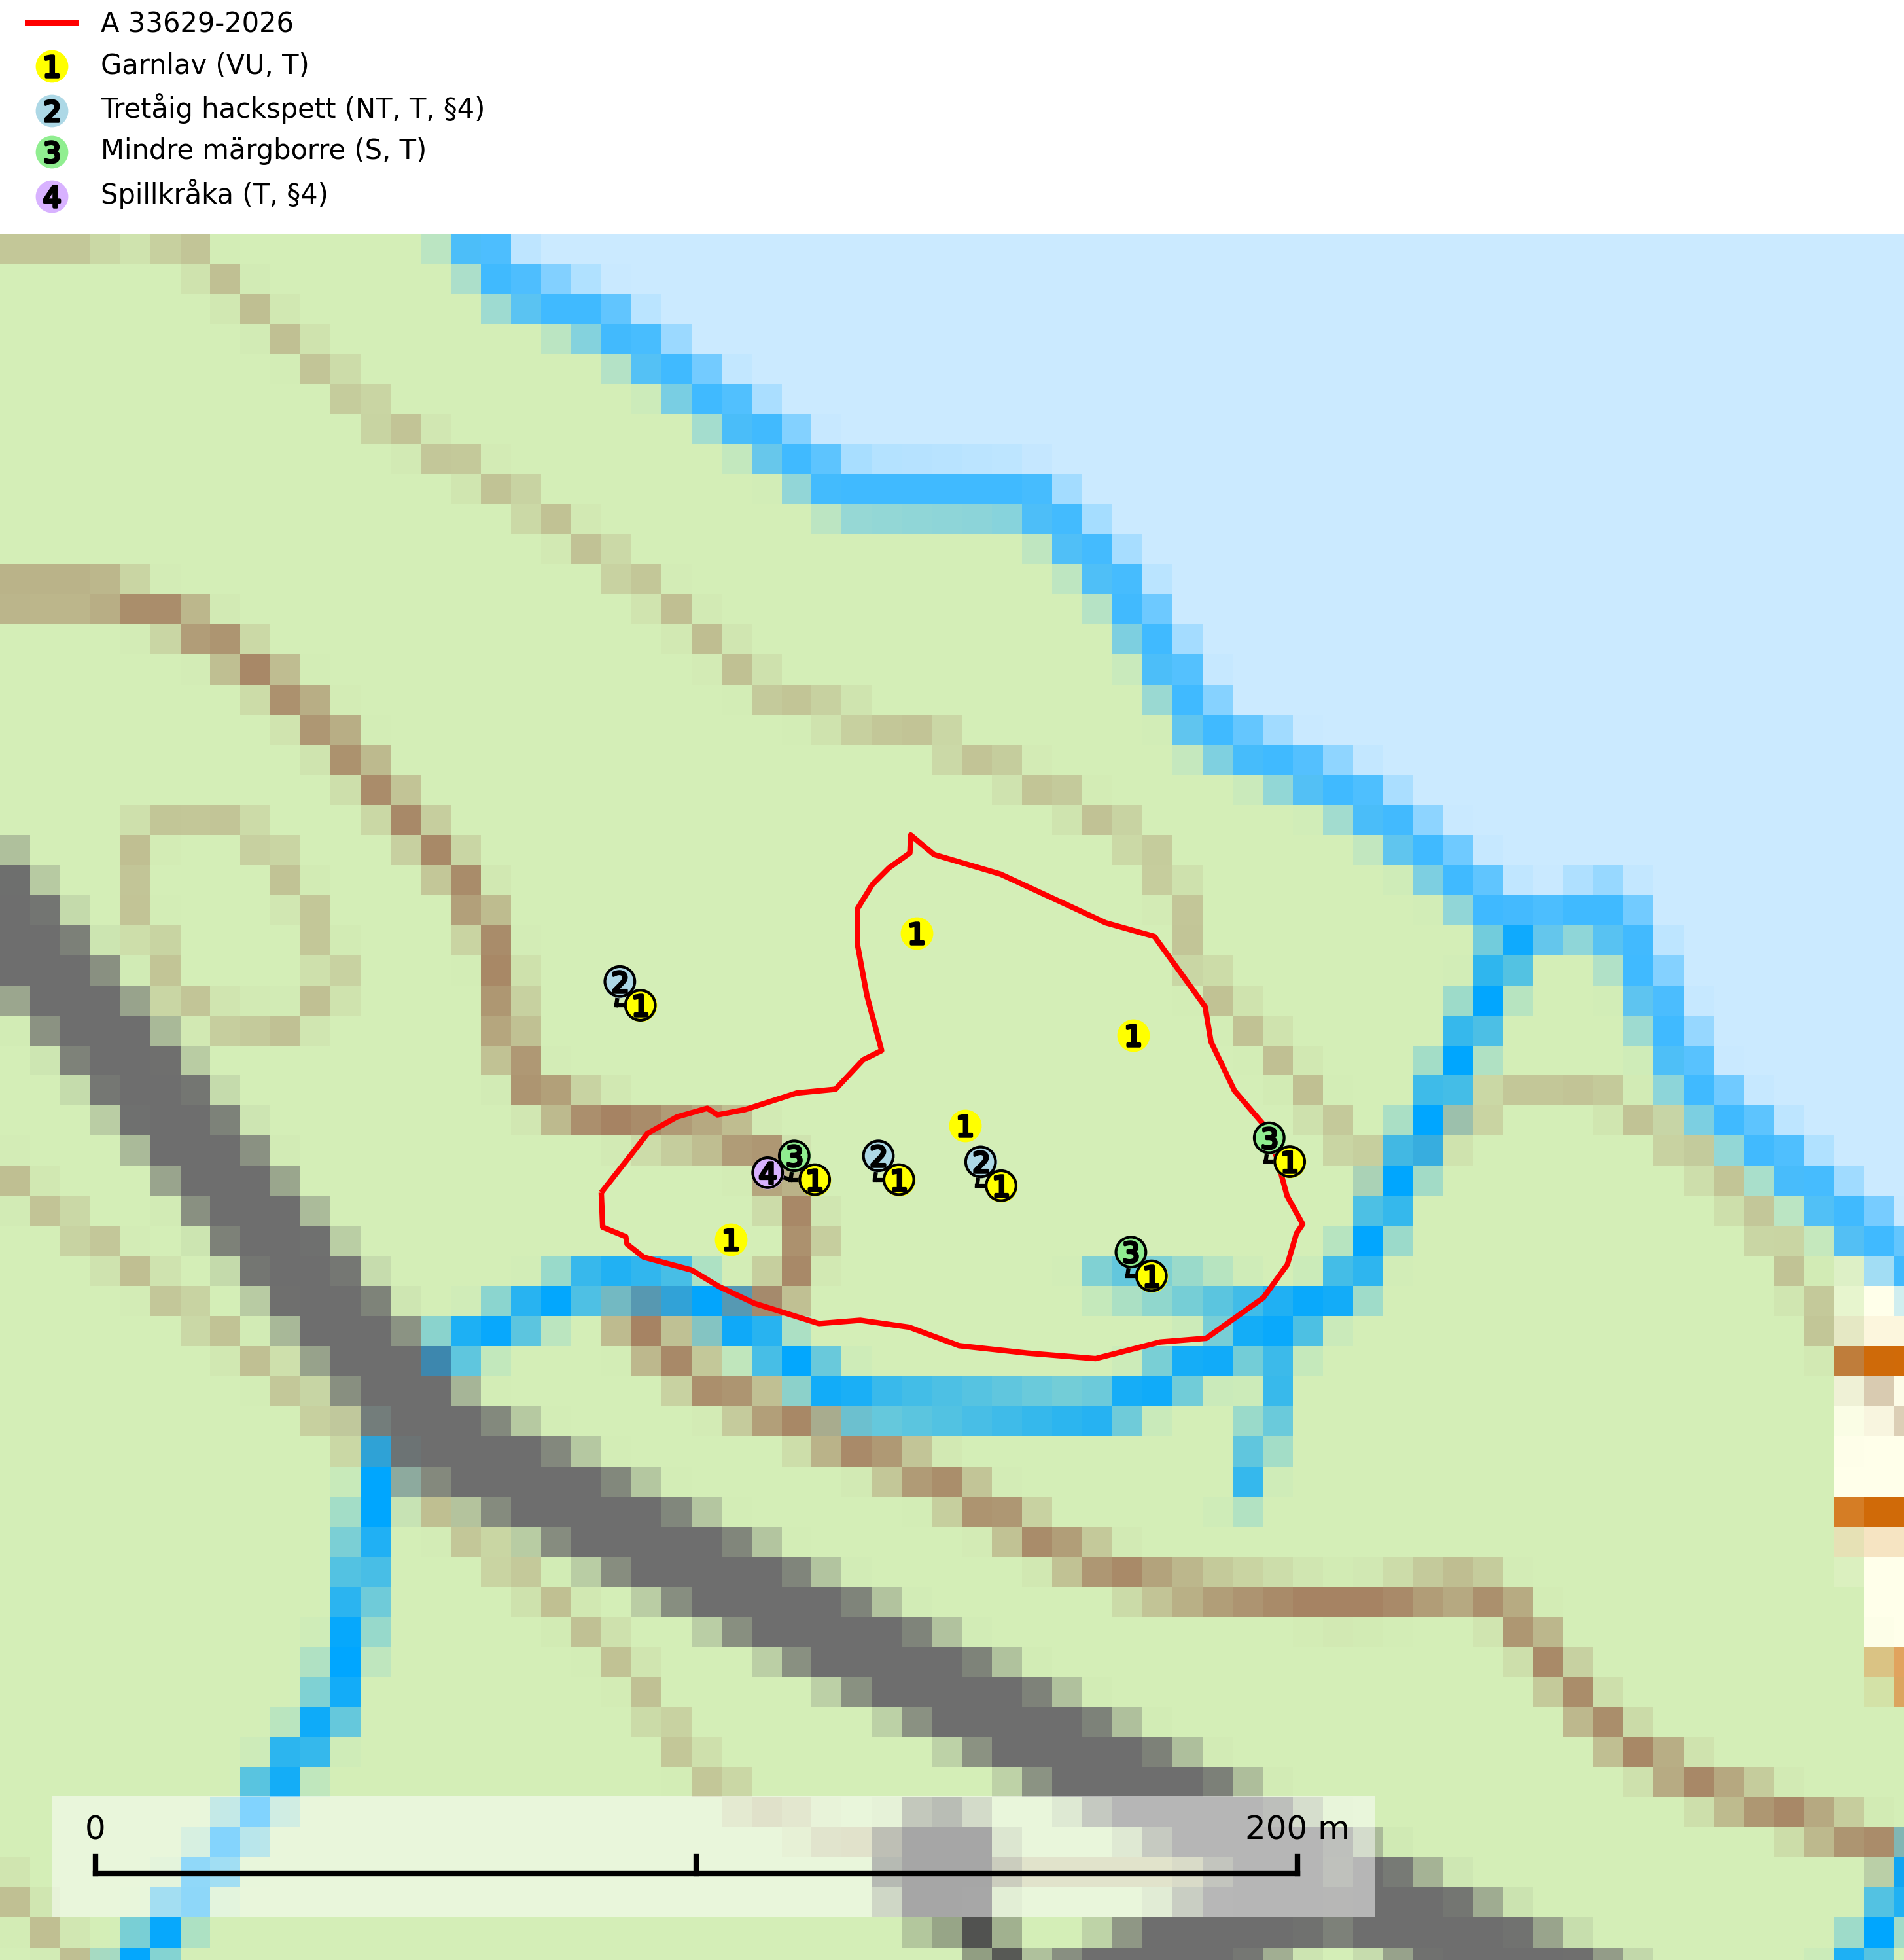 A 33629-2026
1 Garnlav (VU, T)
2 Tretåig hackspett (NT, T, §4)
3 Mindre märgborre (S, T)
4 Spillkråka (T, §4)
1
2
1
1
1
3
1
3
4
1
2
1
2
1
1
3
1
0 200 m